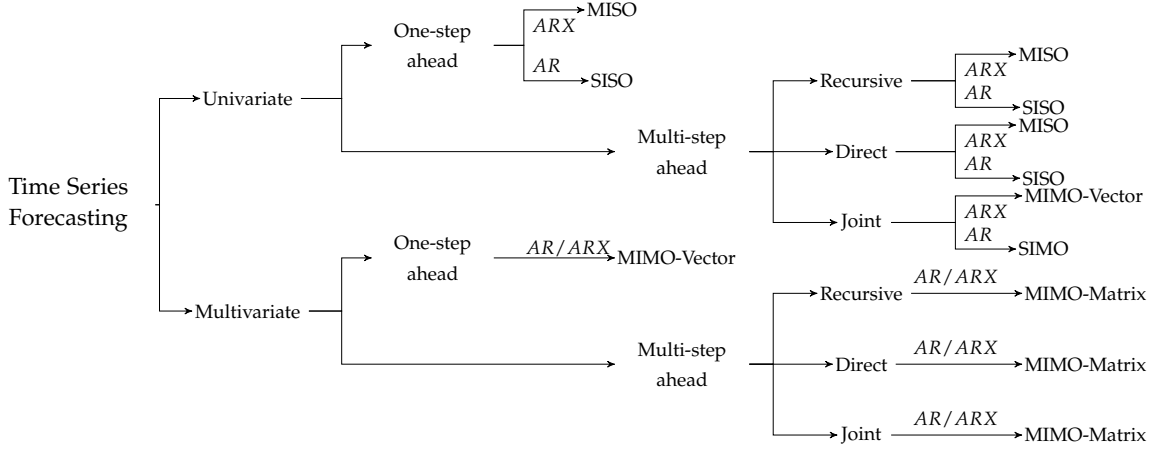 Time Series
Forecasting
Univariate
One-step
ahead
ARX
MISO
AR
SISO
Multi-step
ahead
Recursive
ARX
MISO
AR
SISO
Direct
ARX
MISO
AR
SISO
Joint
ARX
MIMO-Vector
AR
SIMO
Multivariate
One-step
ahead
AR/ARX
MIMO-Vector
Multi-step
ahead
Recursive
AR/ARX
MIMO-Matrix
Direct
AR/ARX
MIMO-Matrix
Joint
AR/ARX
MIMO-Matrix